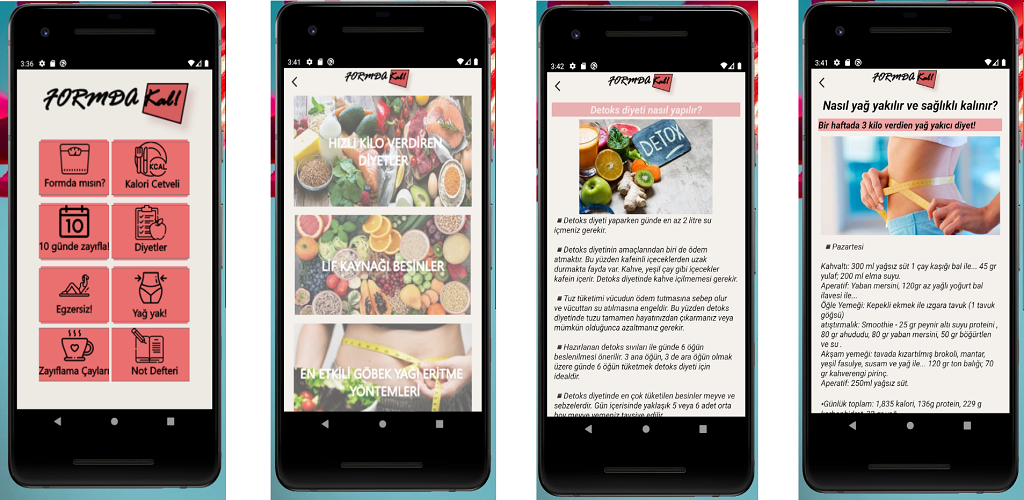 3:36
FORMDA Kal!
Formda mısın?
KCAL
Kalori Cetveli
10
10 günde zayıfla!
Diyetler
Egzersiz!
Yağ yak!
Zayıflama Çayları
Not Defteri
3:41
FORMDA Kal!
HIZLI KİLO VERDİREN
DİYETLER
LİF KAYNAĞI BESİNLER
EN ETKİLİ GÖBEK YAĞI ERİTME
YÖNTEMLERİ
3:42
FORMDA Kal!
Detoks diyeti nasıl yapılır?
DETOX
■ Detoks diyeti yaparken günde en az 2 litre su
içmeniz gerekir.
■ Detoks diyetinin amaçlarından biri de ödem
atmaktır. Bu yüzden kafeinli içeceklerden uzak
durmakta fayda var. Kahve, yeşil çay gibi içecekler
kafein içerir. Detoks diyetinde kahve içilmemesi gerekir.
■ Tuz tüketimi vücudun ödem tutmasına sebep olur
ve vücuttan su atılmasına engeldir. Bu yüzden detoks
diyetinde tuzu tamamen hayatınızdan çıkarmanız veya
mümkün olduğunca azaltmanız gerekir.
■ Hazırlanan detoks sıvıları ile günde 6 öğün
beslenilmesi önerilir. 3 ana öğün, 3 de ara öğün olmak
üzere günde 6 öğün tüketmek detoks diyeti için
idealdir.
■ Detoks diyetinde en çok tüketilen besinler meyve ve
sebzelerdir. Gün içerisinde yaklaşık 5 veya 6 adet orta
boy meyve yemeniz tavsiye edilir.
3:41
FORMDA Kal!
Nasıl yağ yakılır ve sağlıklı kalınır?
Bir haftada 3 kilo verdien yağ yakıcı diyet!
■ Pazartesi
Kahvaltı: 300 ml yağsız süt 1 çay kaşığı bal ile... 45 gr
yulaf; 200 ml elma suyu.
Aperatif: Yaban mersini, 120gr az yağlı yoğurt bal
ilavesi ile...
Öğle Yemeği: Kepekli ekmek ile ızgara tavuk (1 tavuk
göğsü)
atıştırmalık: Smoothie - 25 gr peynir altı suyu proteini ,
80 gr ahududu, 80 gr yaban mersini, 50 gr böğürtlen
ve su .
Akşam yemeği: tavada kızartılmış brokoli, mantar,
yeşil fasulye, susam ve yağ ile... 120 gr ton balığı; 70
gr kahverengi pirinç.
Aperatif: 250ml yağsız süt.
•Günlük toplam: 1,835 kalori, 136g protein, 229 g